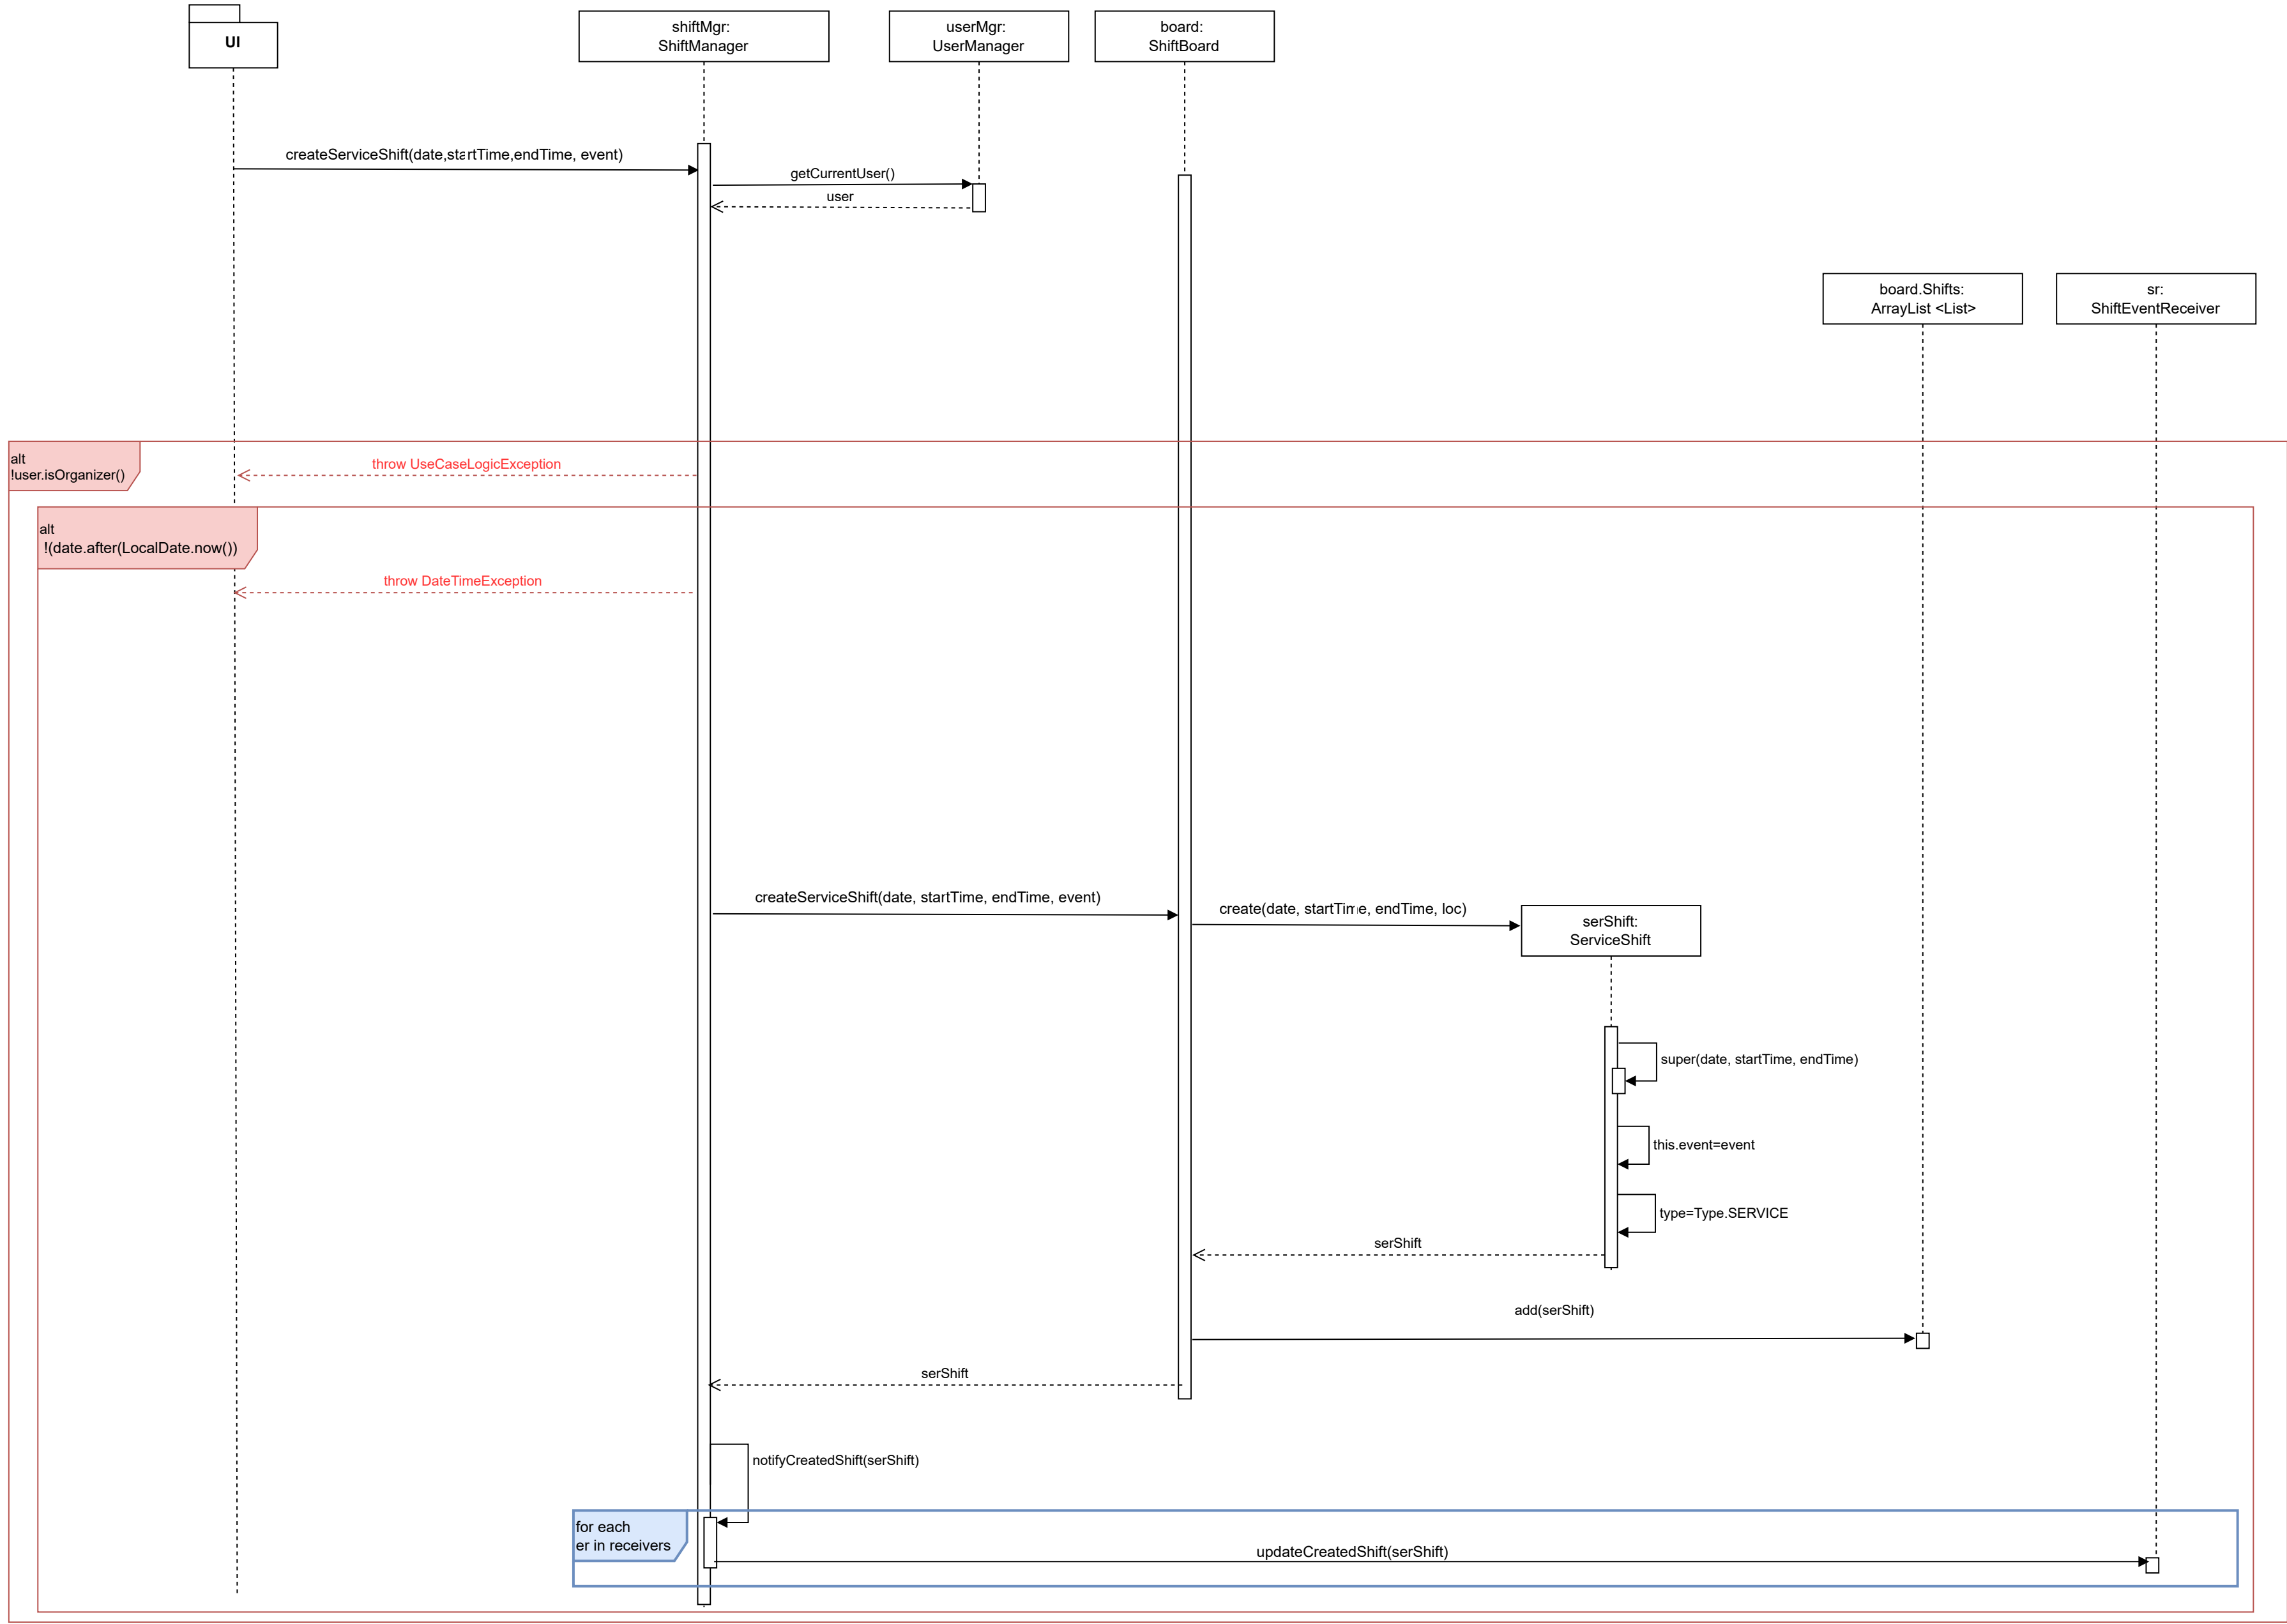 UI
shiftMgr:
ShiftManager
userMgr:
UserManager
board:
ShiftBoard
createServiceShift(date,startTime,endTime, event)
getCurrentUser()
user
board.Shifts:
ArrayList <List>
sr:
ShiftEventReceiver
alt
!user.isOrganizer()
throw UseCaseLogicException
alt
!(date.after(LocalDate.now())
throw DateTimeException
createServiceShift(date, startTime, endTime, event)
create(date, startTime, endTime, loc)
serShift:
ServiceShift
super(date, startTime, endTime)
this.event=event
type=Type.SERVICE
serShift
add(serShift)
serShift
notifyCreatedShift(serShift)
for each
er in receivers
updateCreatedShift(serShift)